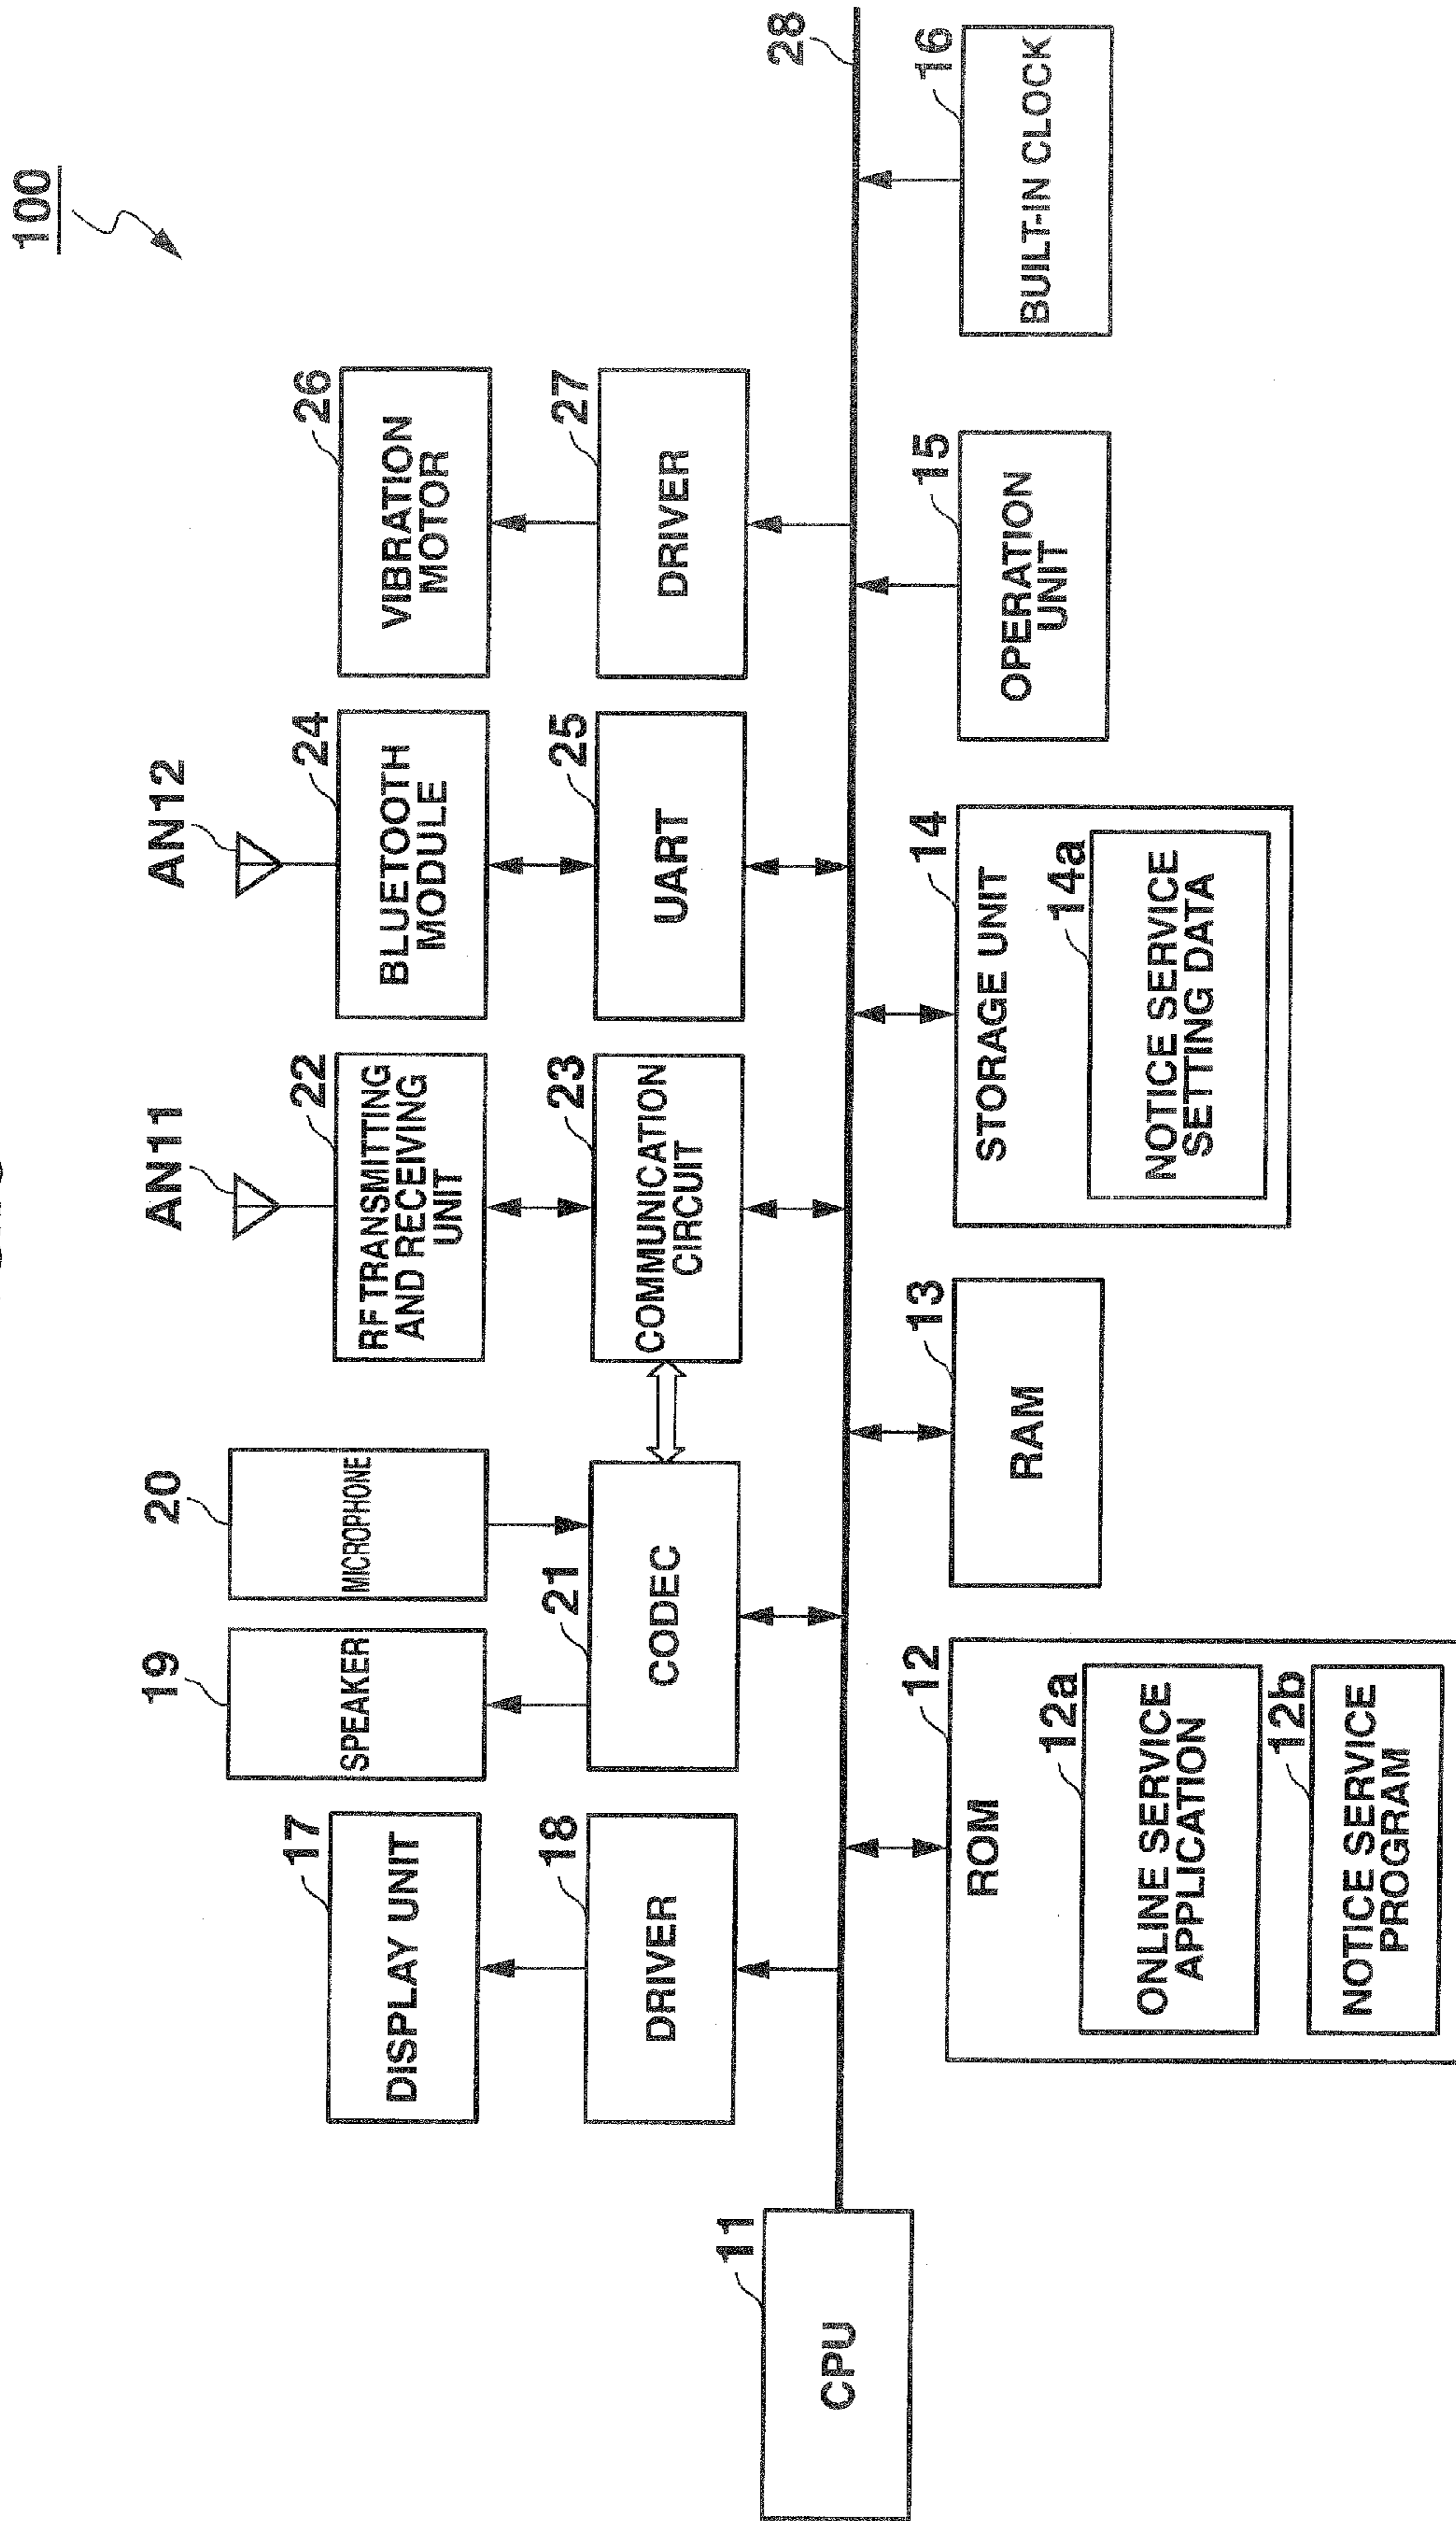 100
AN11
AN12
19
20
SPEAKER
MICROPHONE
17
DISPLAY UNIT
22
RF TRANSMITTING
AND RECEIVING
UNIT
24
BLUETOOTH
MODULE
26
VIBRATION
MOTOR
18
DRIVER
21
CODEC
23
COMMUNICATION
CIRCUIT
25
UART
27
DRIVER
11
CPU
28
12
ROM
12a
ONLINE SERVICE
APPLICATION
12b
NOTICE SERVICE
PROGRAM
13
RAM
14
STORAGE UNIT
14a
NOTICE SERVICE
SETTING DATA
15
OPERATION
UNIT
16
BUILT-IN CLOCK